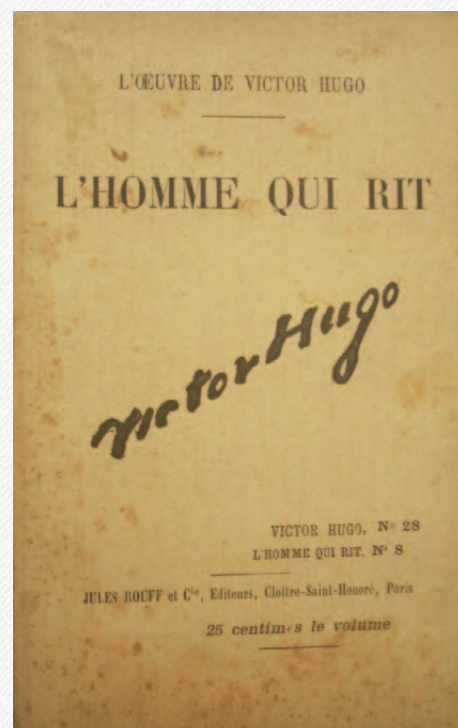 L'ŒUVRE DE VICTOR HUGO
L'HOMME QUI RIT
Victor Hugo
VICTOR HUGO, No 28
L'HOMME QUI RIT, No 8
JULES ROUFF et Cie, Editeurs, Cloître-Saint-Honoré, Paris
25 centimes le volume